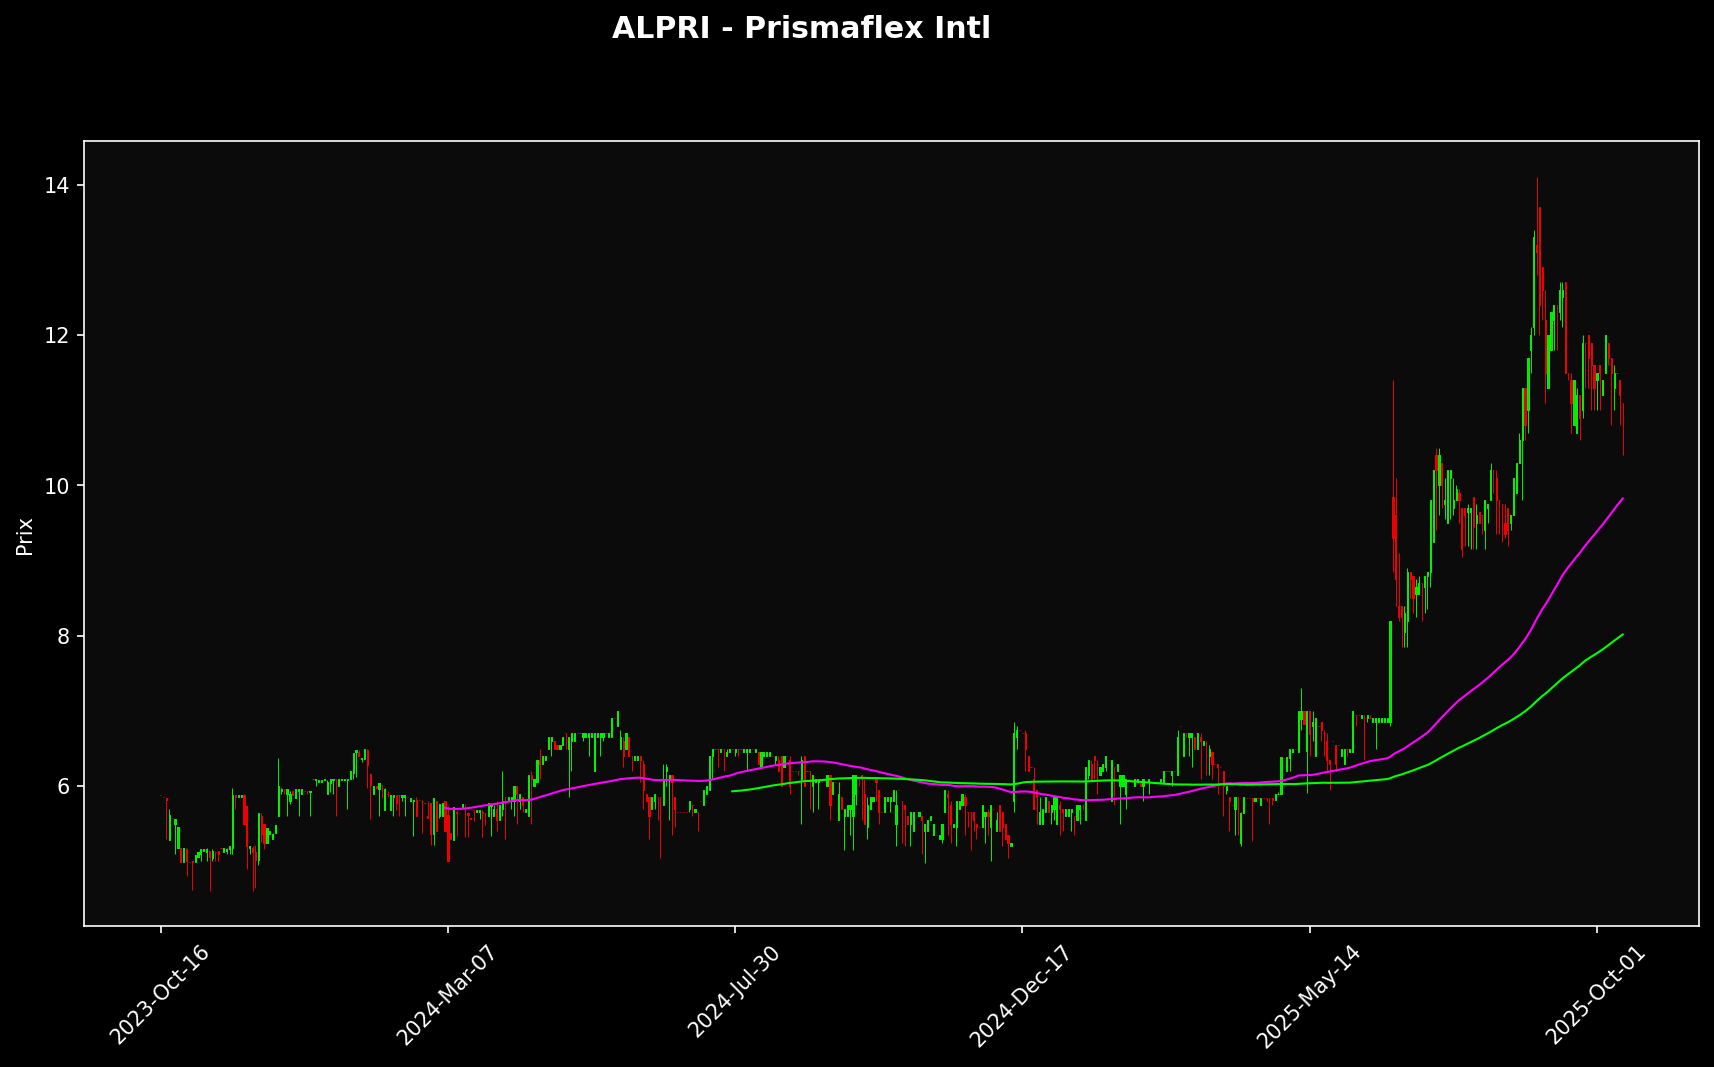 ALPRI - Prismaflex Intl
Prix
14
12
10
8
6
2023-Oct-16
2024-Mar-07
2024-Jul-30
2024-Dec-17
2025-May-14
2025-Oct-01